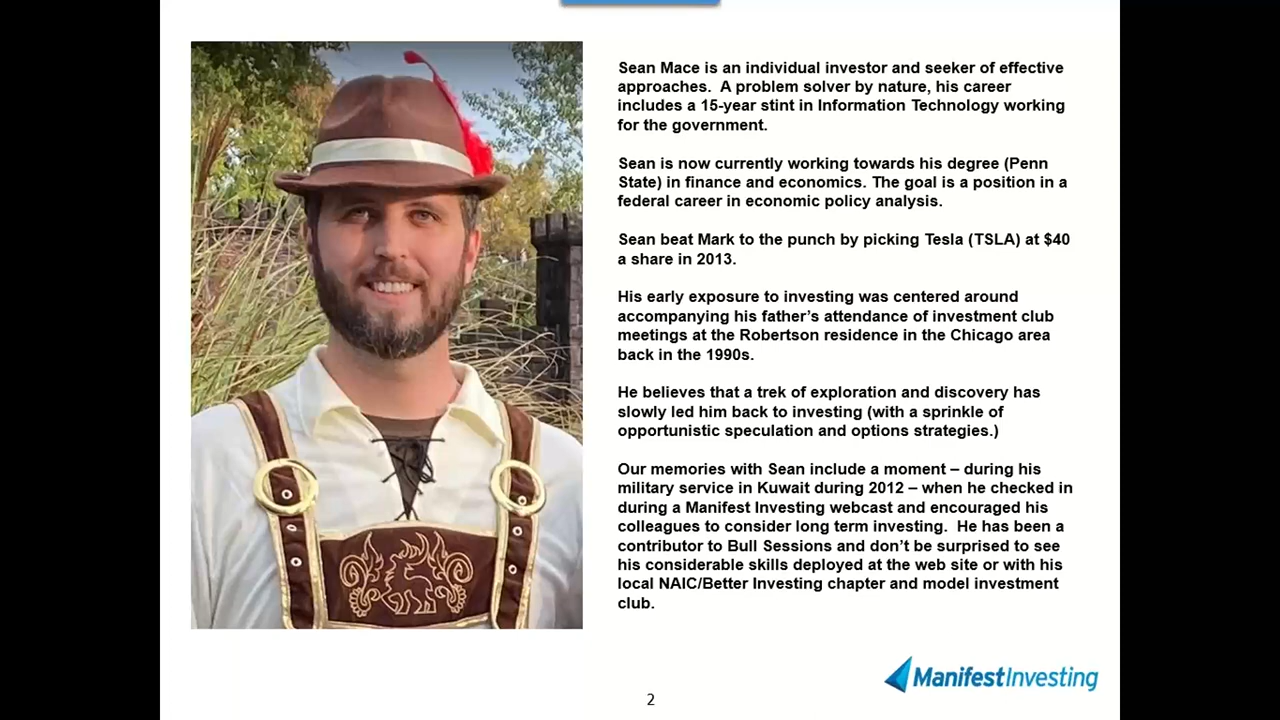 Sean Mace is an individual investor and seeker of effective
approaches.  A problem solver by nature, his career
includes a 15-year stint in Information Technology working
for the government.
Sean is now currently working towards his degree (Penn
State) in finance and economics. The goal is a position in a
federal career in economic policy analysis.
Sean beat Mark to the punch by picking Tesla (TSLA) at $40
a share in 2013.
His early exposure to investing was centered around
accompanying his father’s attendance of investment club
meetings at the Robertson residence in the Chicago area
back in the 1990s.
He believes that a trek of exploration and discovery has
slowly led him back to investing (with a sprinkle of
opportunistic speculation and options strategies.)
Our memories with Sean include a moment – during his
military service in Kuwait during 2012 – when he checked in
during a Manifest Investing webcast and encouraged his
colleagues to consider long term investing.  He has been a
contributor to Bull Sessions and don’t be surprised to see
his considerable skills deployed at the web site or with his
local NAIC/Better Investing chapter and model investment
club.
ManifestInvesting
2